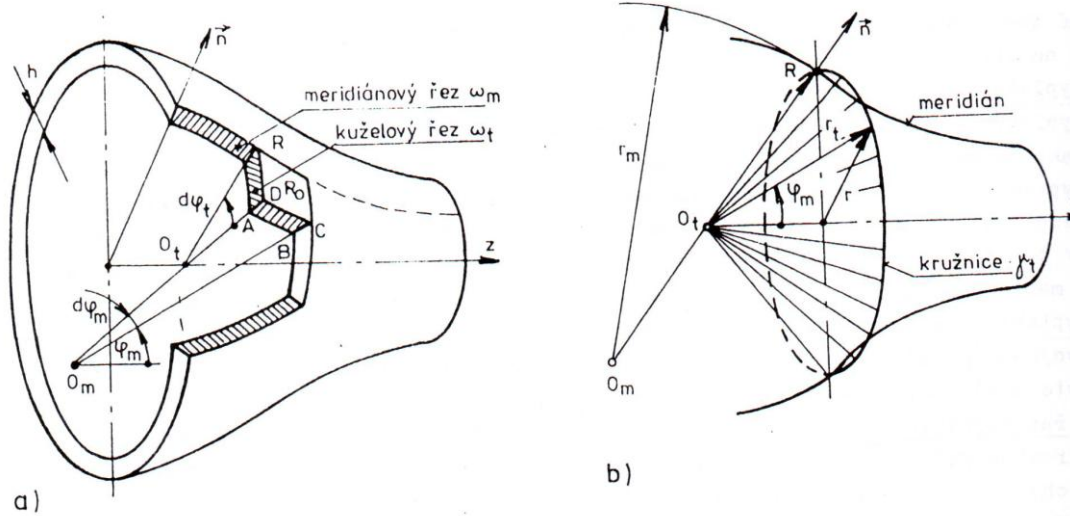 h
n⃗
meridiánový řez ωm
kuželový řez ωt
R
dφt
D
Ro
A
C
Ot
B
z
dφm
φm
Om
a)
n⃗
R
meridián
rm
rt
φm
r
Ot
kružnice γt
Om
b)